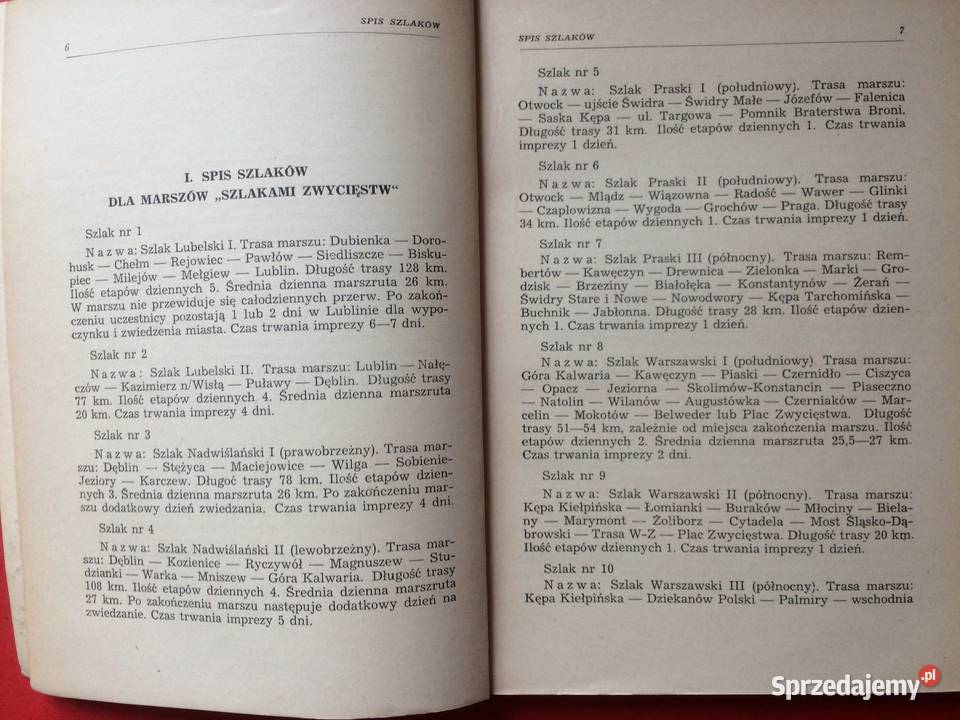 6
SPIS SZLAKÓW
I. SPIS SZLAKÓW
DLA MARSZÓW „SZLAKAMI ZWYCIĘSTW“
Szlak nr 1
Nazwa: Szlak Lubelski I. Trasa marszu: Dubienka — Doro-
husk — Chełm — Rejowiec — Pawłów — Siedliszcze — Bisku-
piec — Milejów — Mełgiew — Lublin. Długość trasy 128 km.
Ilość etapów dziennych 5. Średnia dzienna marszruta 26 km.
W marszu nie przewiduje się całodziennych przerw. Po zakoń-
czeniu uczestnicy pozostają 1 lub 2 dni w Lublinie dla wypo-
czynku i zwiedzenia miasta. Czas trwania imprezy 6—7 dni.
Szlak nr 2
Nazwa: Szlak Lubelski II. Trasa marszu: Lublin — Nałę-
czów — Kazimierz n/Wisłą — Puławy — Dęblin. Długość trasy
77 km. Ilość etapów dziennych 4. Średnia dzienna marszruta
20 km. Czas trwania imprezy 4 dni.
Szlak nr 3
Nazwa: Szlak Nadwiślański I (prawobrzeżny). Trasa mar-
szu: Dęblin — Stężyca — Maciejowice — Wilga — Sobienie-
Jeziory — Karczew. Długoć trasy 78 km. Ilość etapów dzien-
nych 3. Średnia dzienna marszruta 26 km. Po zakończeniu mar-
szu dodatkowy dzień zwiedzania. Czas trwania imprezy 4 dni.
Szlak nr 4
Nazwa: Szlak Nadwiślański II (lewobrzeżny). Trasa mar-
szu: Dęblin — Kozienice — Ryczywół — Magnuszew — Stu-
dzianki — Warka — Mniszew — Góra Kalwaria. Długość trasy
108 km. Ilość etapów dziennych 4. Średnia dzienna marszruta
27 km. Po zakończeniu marszu następuje dodatkowy dzień na
zwiedzanie. Czas trwania imprezy 5 dni.
SPIS SZLAKÓW
7
Szlak nr 5
Nazwa: Szlak Praski I (południowy). Trasa marszu:
Otwock — ujście Świdra — Świdry Małe — Józefów — Falenica
— Saska Kępa — ul. Targowa — Pomnik Braterstwa Broni.
Długość trasy 31 km. Ilość etapów dziennych 1. Czas trwania
imprezy 1 dzień.
Szlak nr 6
Nazwa: Szlak Praski II (południowy). Trasa marszu:
Otwock — Mlądz — Wiązowna — Radość — Wawer — Glinki
— Czaplowizna — Wygoda — Grochów — Praga. Długość trasy
34 km. Ilość etapów dziennych 1. Czas trwania imprezy 1 dzień.
Szlak nr 7
Nazwa: Szlak Praski III (północny). Trasa marszu: Rem-
bertów — Kawęczyn — Drewnica — Zielonka — Marki — Gro-
dzisk — Brzeziny — Białołęka — Konstantynów — Żerań —
Świdry Stare i Nowe — Nowodwory — Kępa Tarchomińska —
Buchnik — Jabłonna. Długość trasy 28 km. Ilość etapów dzien-
nych 1. Czas trwania imprezy 1 dzień.
Szlak nr 8
Nazwa: Szlak Warszawski I (południowy). Trasa marszu:
Góra Kalwaria — Kawęczyn — Piaski — Czernidło — Ciszyca
— Opacz — Jeziorna — Skolimów-Konstancin — Piaseczno
— Natolin — Wilanów — Augustówka — Czerniaków — Mar-
celin — Mokotów — Belweder lub Plac Zwycięstwa. Długość
trasy 51—54 km, zależnie od miejsca zakończenia marszu. Ilość
etapów dziennych 2. Średnia dzienna marszruta 25,5—27 km.
Czas trwania imprezy 2 dni.
Szlak nr 9
Nazwa: Szlak Warszawski II (północny). Trasa marszu:
Kępa Kiełpińska — Łomianki — Buraków — Młociny — Biela-
ny — Marymont — Żoliborz — Cytadela — Most Śląsko-Dą-
browski — Trasa W-Z — Plac Zwycięstwa. Długość trasy 20 km.
Ilość etapów dziennych 1. Czas trwania imprezy 1 dzień.
Szlak nr 10
Nazwa: Szlak Warszawski III (północny). Trasa marszu:
Kępa Kiełpińska — Dziekanów Polski — Palmiry — wschodnia
Sprzedajemy.pl